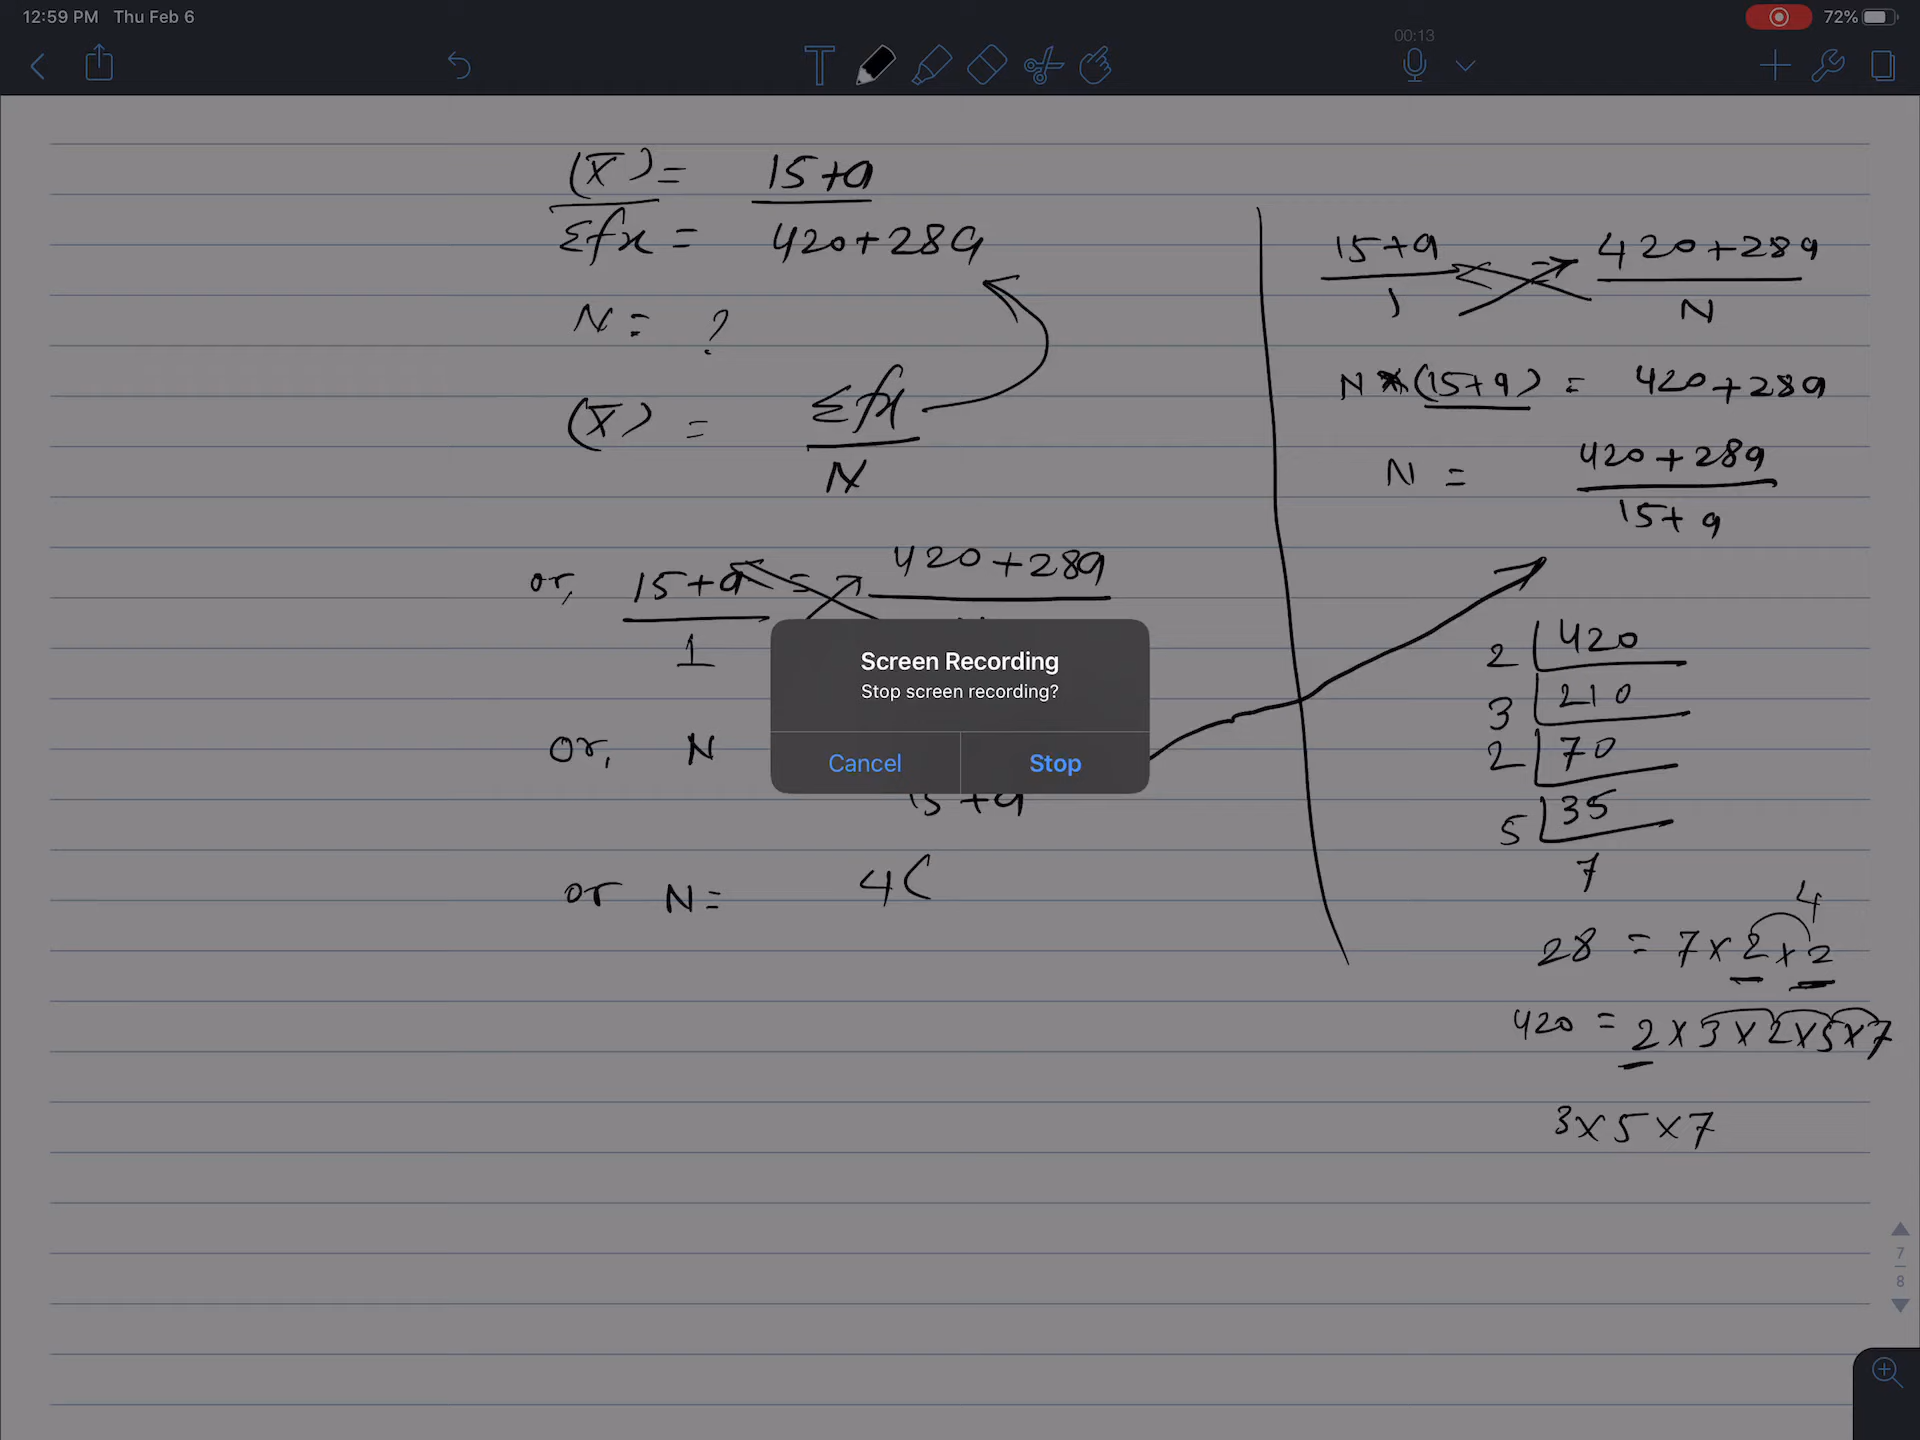 12:59 PM Thu Feb 6
72%
00:13
(x̄) = 15+a
Σfx = 420+28a
N = ?
(x̄) = Σfx / N
or, 15+a / 1 = 420+28a
or, N
15+a
or N = 4(
Screen Recording
Stop screen recording?
Cancel Stop
15+a / 1 = 420+28a / N
N × (15+a) = 420+28a
N = 420+28a / 15+a
2 | 420
3 | 210
2 | 70
5 | 35
7
4
28 = 7×2×2
420 = 2×3×2×5×7
3×5×7
7
8